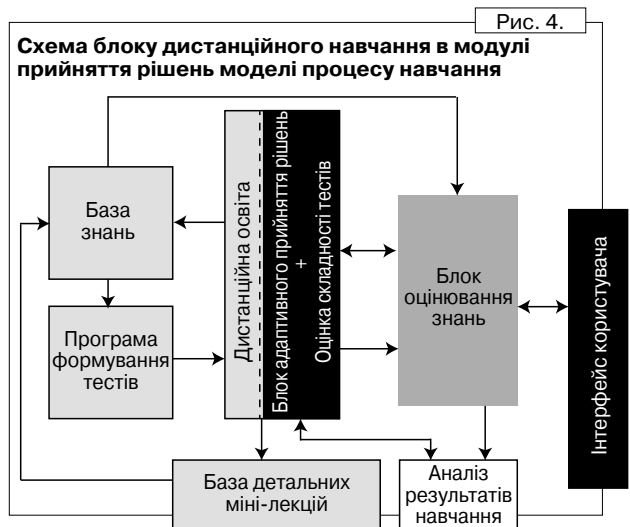 Рис. 4.
Схема блоку дистанційного навчання в модулі
прийняття рішень моделі процесу навчання
База
знань
Програма
формування
тестів
Дистанційна освіта
Блок адаптивного прийняття рішень
+
Оцінка складності тестів
Блок
оцінювання
знань
Інтерфейс користувача
База детальних
міні-лекцій
Аналіз
результатів
навчання